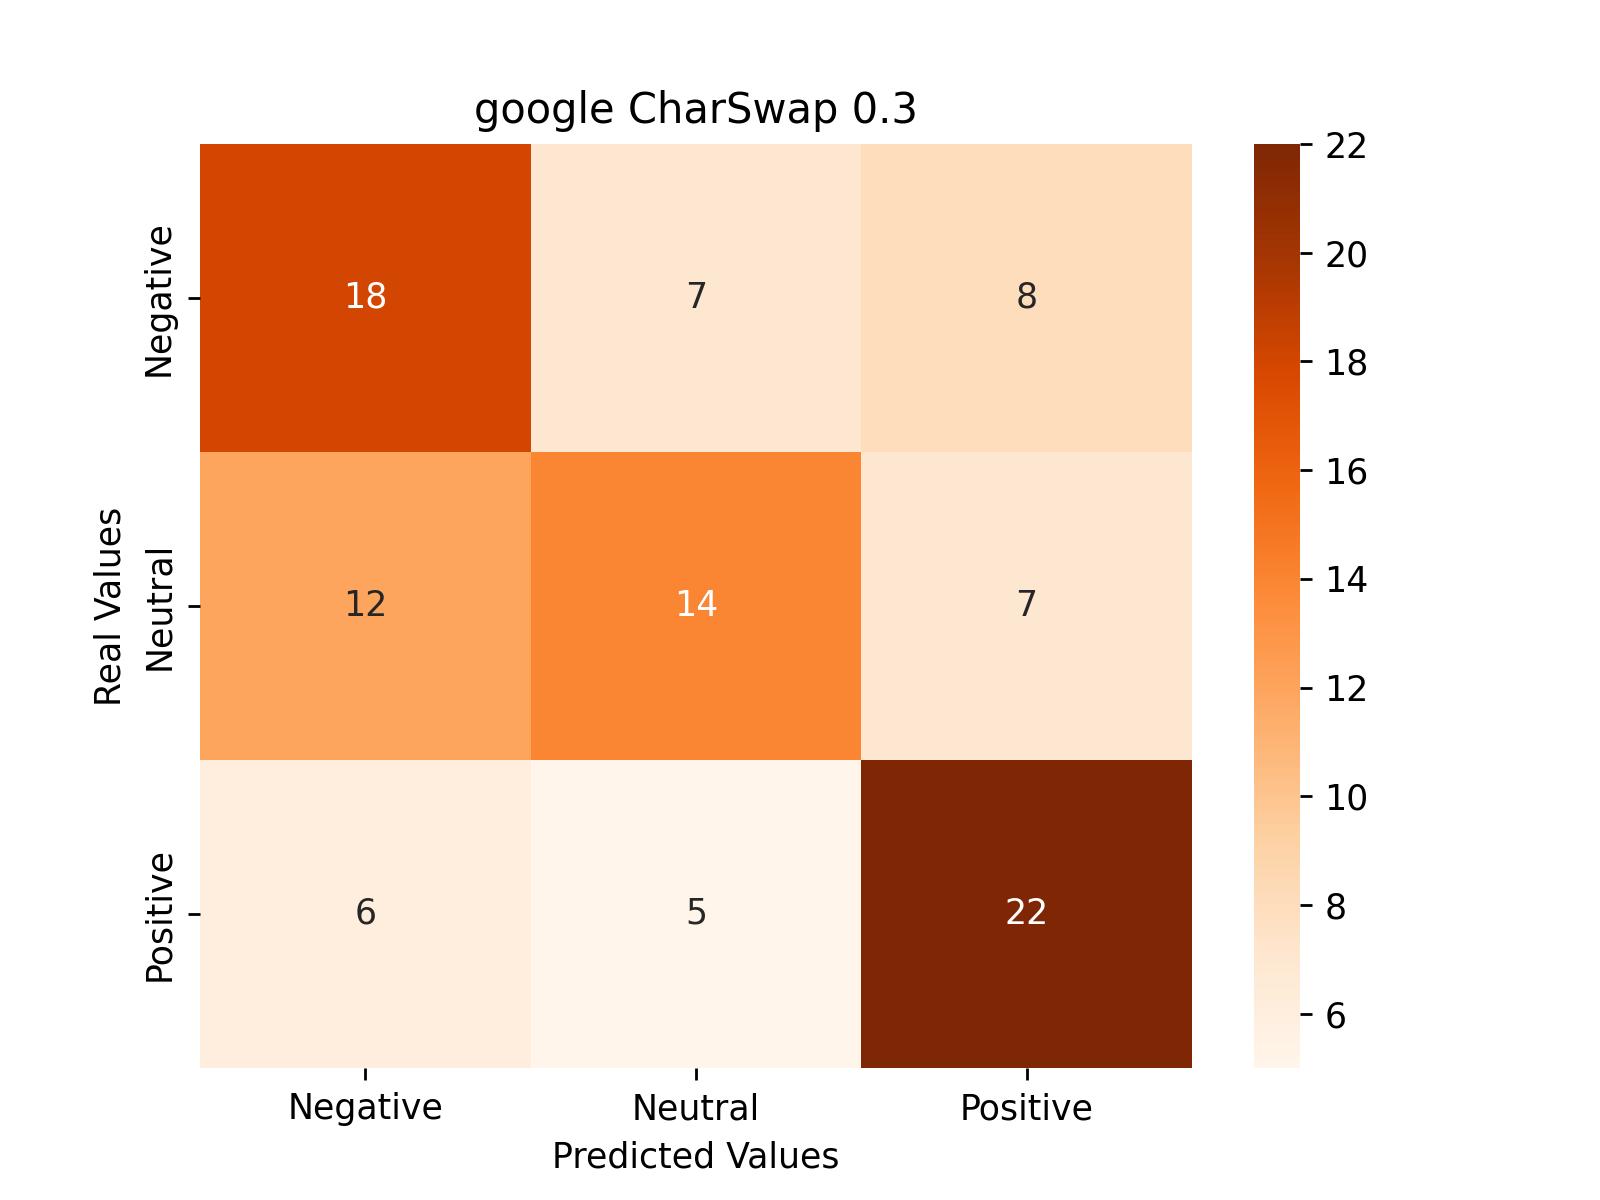 google CharSwap 0.3
Real Values
Negative
18 7 8
Neutral
12 14 7
Positive
6 5 22
Negative Neutral Positive
Predicted Values
22
20
18
16
14
12
10
8
6